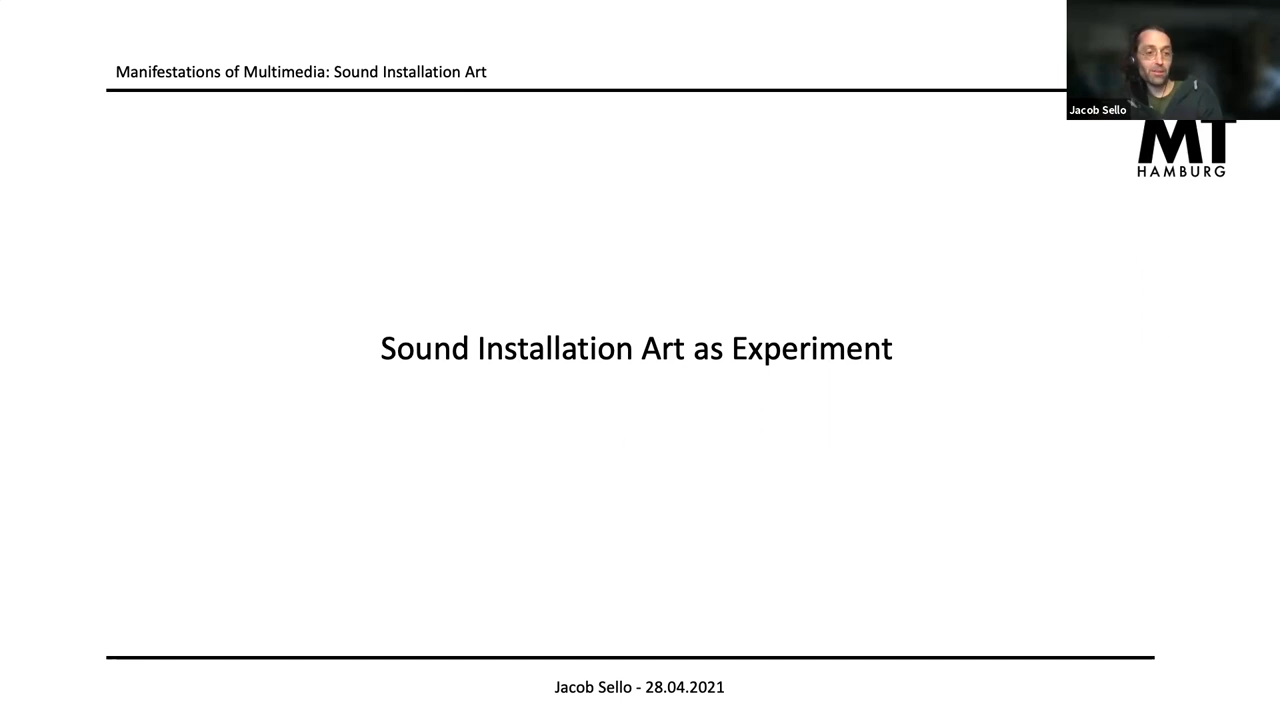 Manifestations of Multimedia: Sound Installation Art
Jacob Sello
MT
HAMBURG
Sound Installation Art as Experiment
Jacob Sello - 28.04.2021